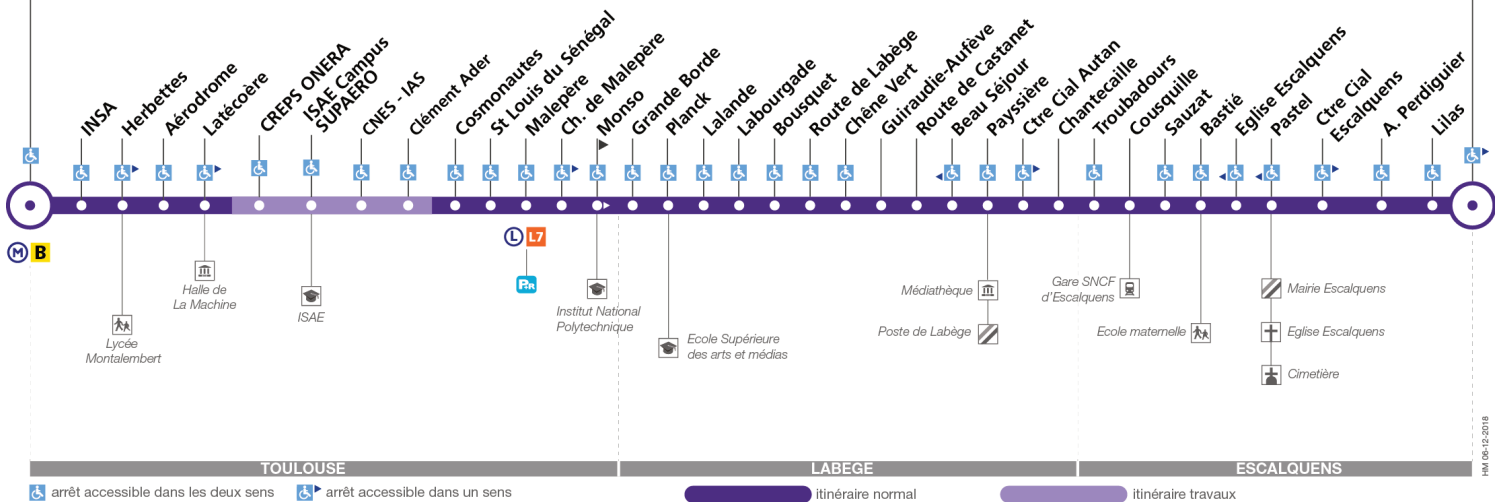 INSA
Herbettes
Aérodrome
Latécoère
CREPS ONERA
ISAE Campus
SUPAERO
CNES - IAS
Clément Ader
Cosmonautes
St Louis du Sénégal
Malepère
Ch. de Malepère
Monso
Grande Borde
Planck
Lalande
Labourgade
Bousquet
Route de Labège
Chêne Vert
Guiraudie-Aufève
Route de Castanet
Beau Séjour
Payssière
Ctre Cial Autan
Chantecaille
Troubadours
Cousquille
Sauzat
Bastié
Eglise Escalquens
Pastel
Ctre Cial
Escalquens
A. Perdiguier
Lilas
M B
L L7
P+R
Halle de
La Machine
Lycée
Montalembert
ISAE
Institut National
Polytechnique
Ecole Supérieure
des arts et médias
Médiathèque
Poste de Labège
Gare SNCF
d'Escalquens
Ecole maternelle
Mairie Escalquens
Eglise Escalquens
Cimetière
HM 06-12-2018
TOULOUSE
LABEGE
ESCALQUENS
arrêt accessible dans les deux sens
arrêt accessible dans un sens
itinéraire normal
itinéraire travaux